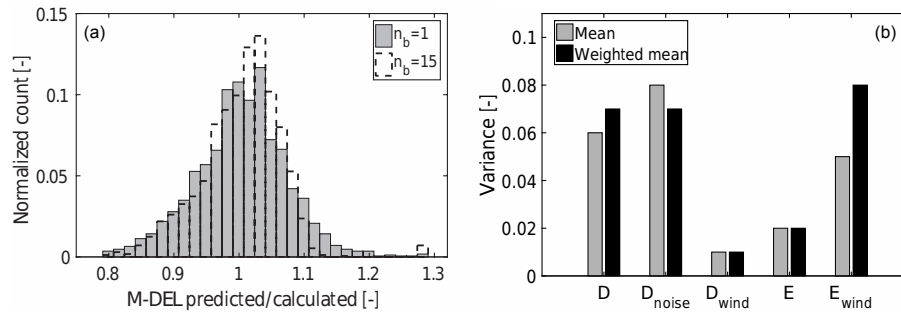 (a)
n_b=1
n_b=15
Normalized count [-]
0.15
0.1
0.05
0
0.8 0.9 1 1.1 1.2 1.3
M-DEL predicted/calculated [-]
(b)
Mean
Weighted mean
Variance [-]
0.1
0.08
0.06
0.04
0.02
0
D D_noise D_wind E E_wind